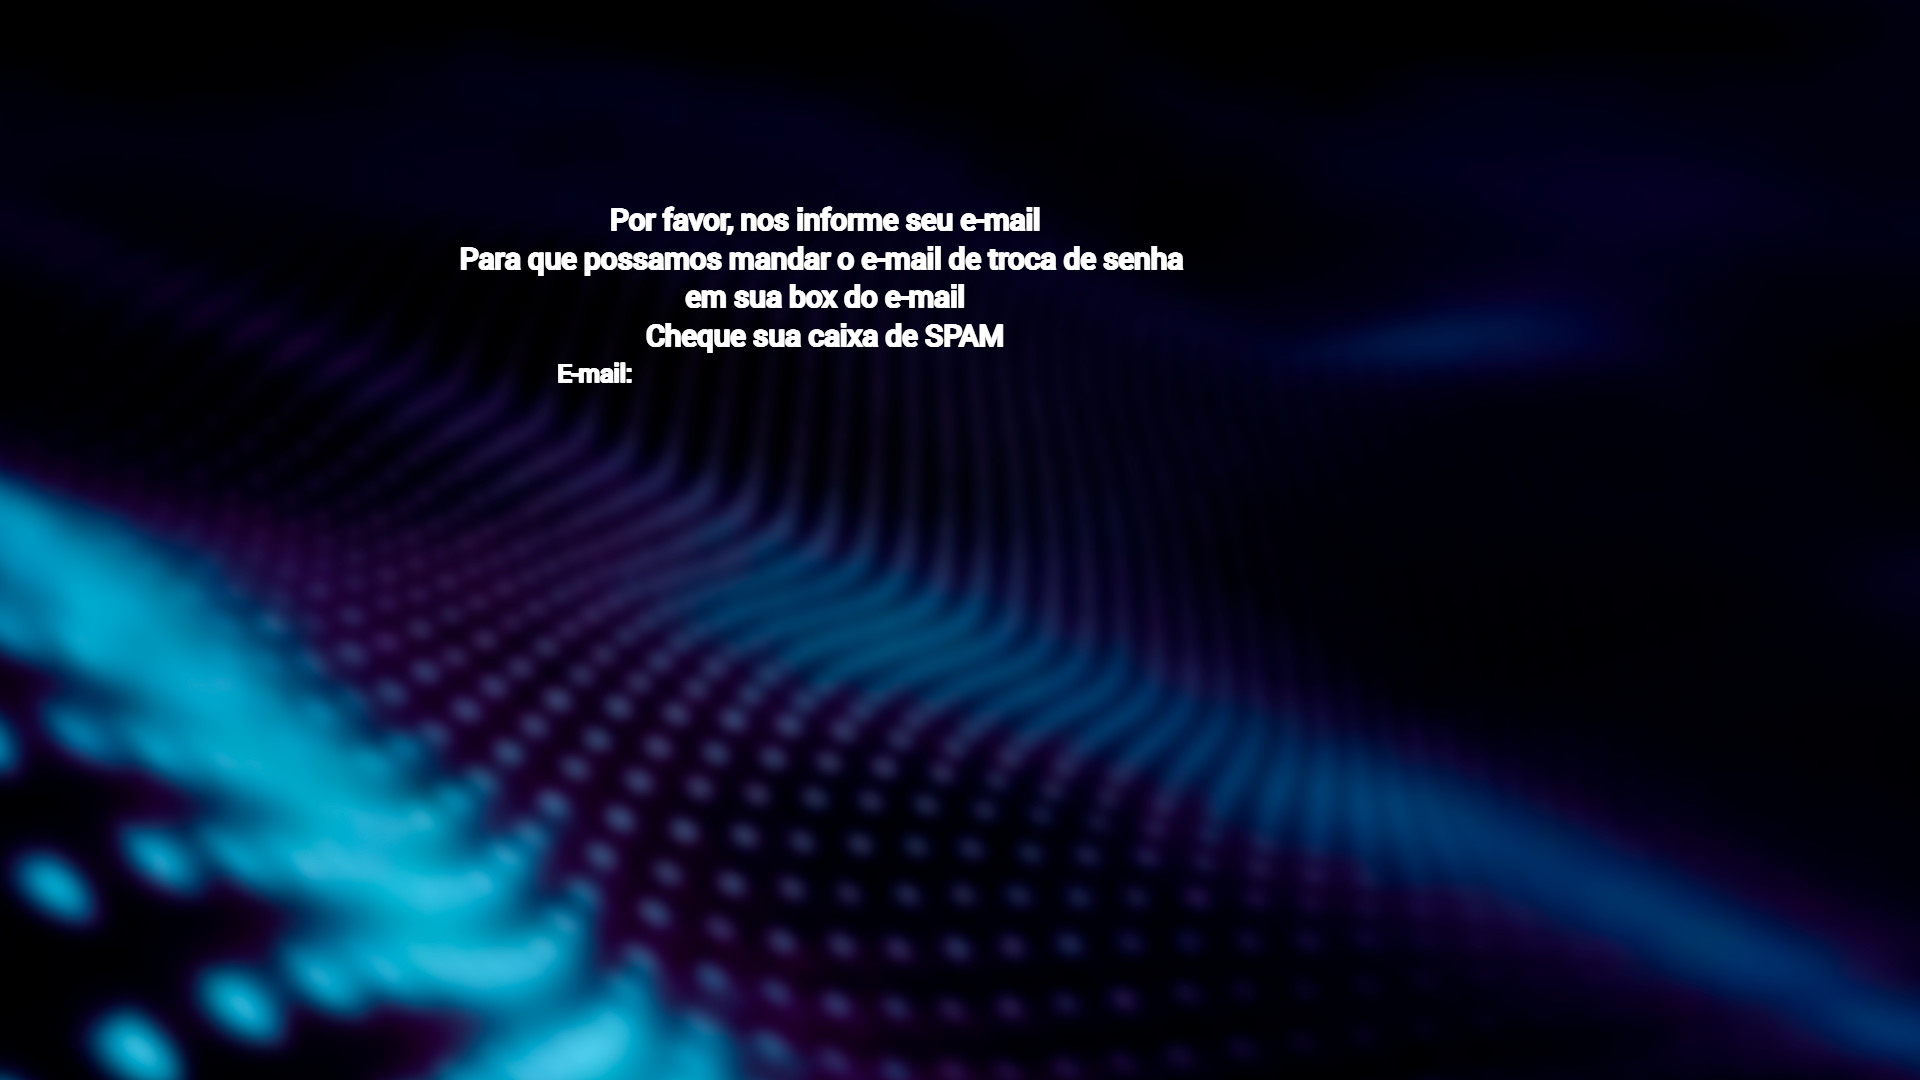 Por favor, nos informe seu e-mail
Para que possamos mandar o e-mail de troca de senha
em sua box do e-mail
Cheque sua caixa de SPAM
E-mail: